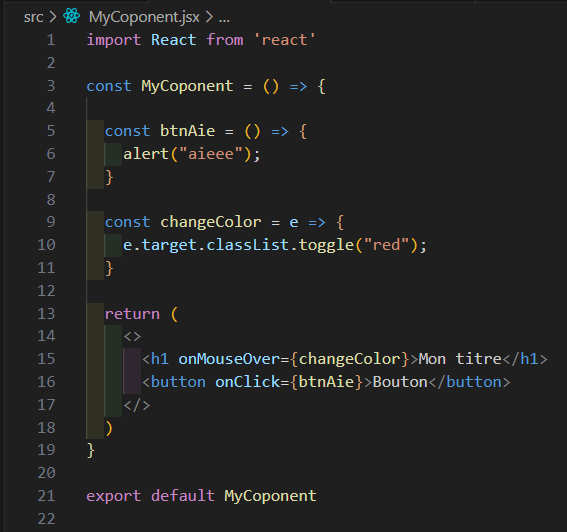 src > MyCoponent.jsx > ...
1 import React from 'react'
2
3 const MyCoponent = () => {
4
5 const btnAie = () => {
6 alert("aieee");
7 }
8
9 const changeColor = e => {
10 e.target.classList.toggle("red");
11 }
12
13 return (
14 <>
15 <h1 onMouseOver={changeColor}>Mon titre</h1>
16 <button onClick={btnAie}>Bouton</button>
17 </>
18 )
19 }
20
21 export default MyCoponent
22